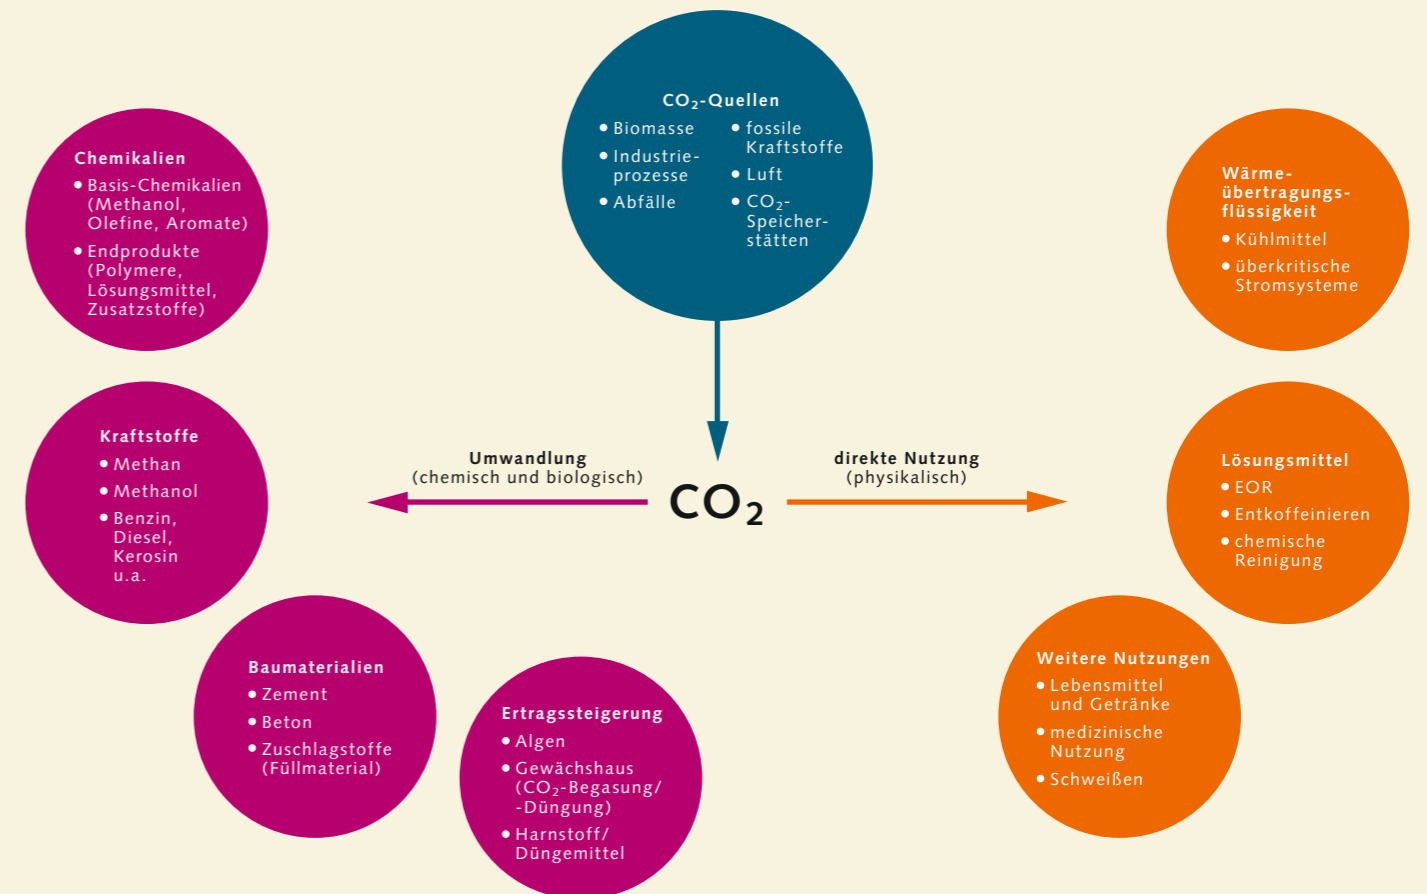 CO₂-Quellen
• Biomasse
• Industrie-
prozesse
• Abfälle
• fossile
Kraftstoffe
• Luft
• CO₂-
Speicher-
stätten
Chemikalien
• Basis-Chemikalien
(Methanol,
Olefine, Aromate)
• Endprodukte
(Polymere,
Lösungsmittel,
Zusatzstoffe)
Kraftstoffe
• Methan
• Methanol
• Benzin,
Diesel,
Kerosin
u.a.
Baumaterialien
• Zement
• Beton
• Zuschlagstoffe
(Füllmaterial)
Ertragssteigerung
• Algen
• Gewächshaus
(CO₂-Begasung/
-Düngung)
• Harnstoff/
Düngemittel
Umwandlung
(chemisch und biologisch)
CO₂
direkte Nutzung
(physikalisch)
Wärme-
übertragungs-
flüssigkeit
• Kühlmittel
• überkritische
Stromsysteme
Lösungsmittel
• EOR
• Entkoffeinieren
• chemische
Reinigung
Weitere Nutzungen
• Lebensmittel
und Getränke
• medizinische
Nutzung
• Schweißen